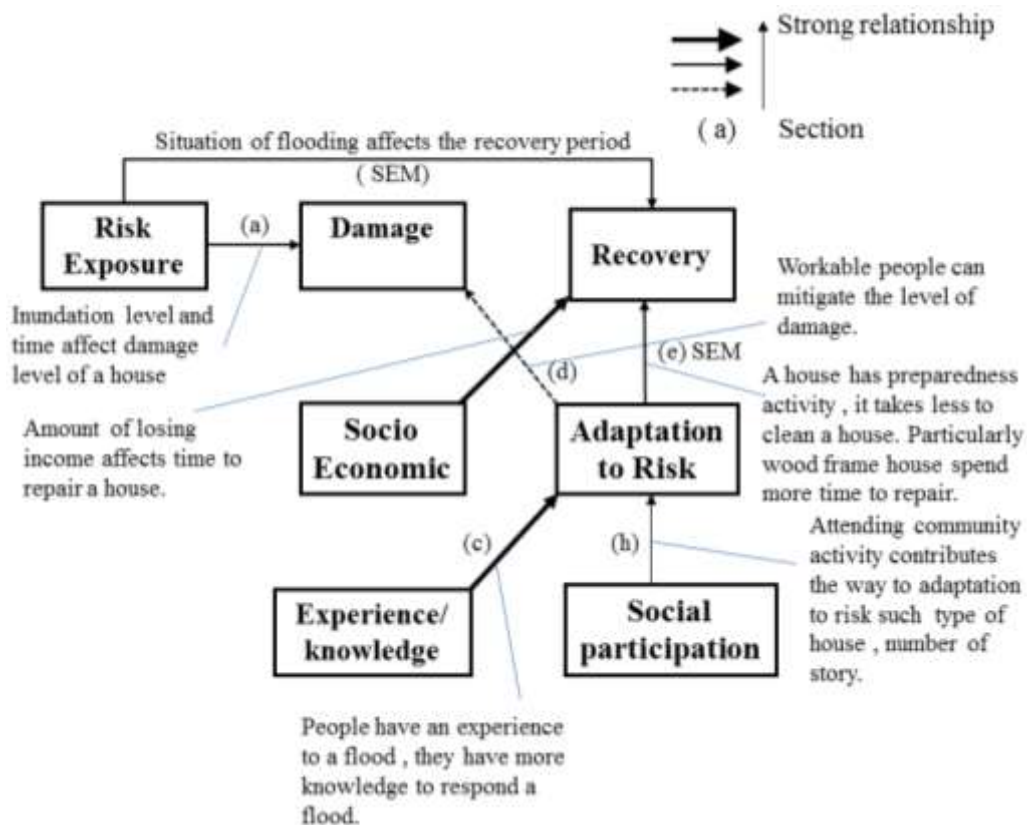 Strong relationship
( a) Section
Situation of flooding affects the recovery period
( SEM)
Risk
Exposure
(a)
Damage
Recovery
Inundation level and
time affect damage
level of a house
Workable people can
mitigate the level of
damage.
(d)
(e) SEM
Amount of losing
income affects time to
repair a house.
Socio
Economic
Adaptation
to Risk
A house has preparedness
activity , it takes less to
clean a house. Particularly
wood frame house spend
more time to repair.
(c)
(h)
Attending community
activity contributes
the way to adaptation
to risk such type of
house , number of
story.
Experience/
knowledge
Social
participation
People have an experience
to a flood , they have more
knowledge to respond a
flood.